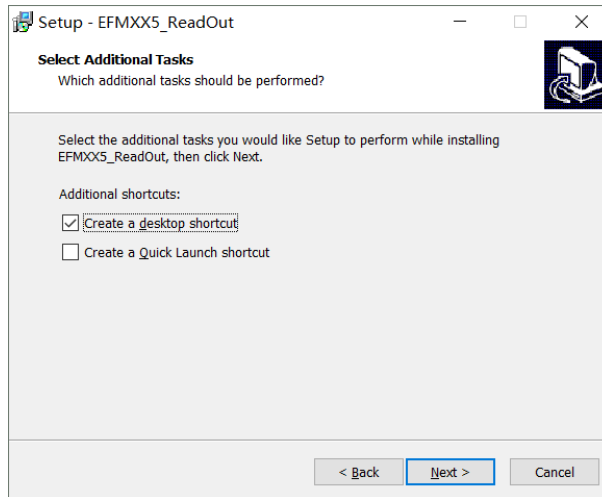 Setup - EFMXX5_ReadOut
Select Additional Tasks
Which additional tasks should be performed?
Select the additional tasks you would like Setup to perform while installing
EFMXX5_ReadOut, then click Next.
Additional shortcuts:
Create a desktop shortcut
Create a Quick Launch shortcut
< Back
Next >
Cancel